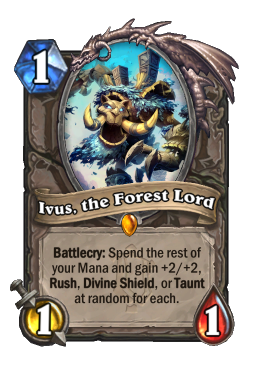 1
Ivus, the Forest Lord
Battlecry: Spend the rest
of your Mana and gain +2/+2,
Rush, Divine Shield, or Taunt
at random for each.
1
1